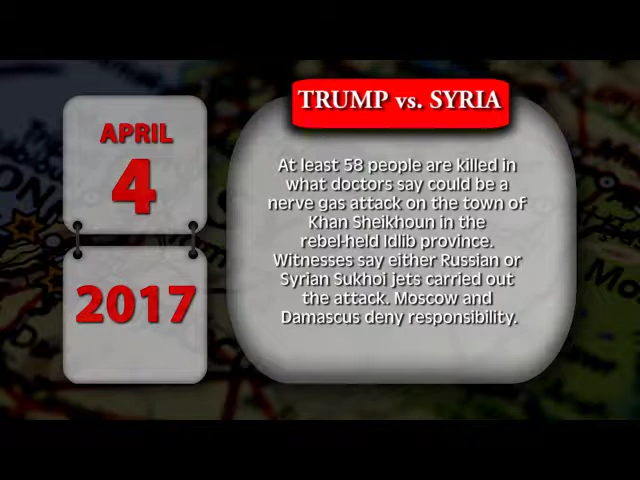 TRUMP vs. SYRIA
APRIL
4
2017
At least 58 people are killed in
what doctors say could be a
nerve gas attack on the town of
Khan Sheikhoun in the
rebel-held Idlib province.
Witnesses say either Russian or
Syrian Sukhoi jets carried out
the attack. Moscow and
Damascus deny responsibility.